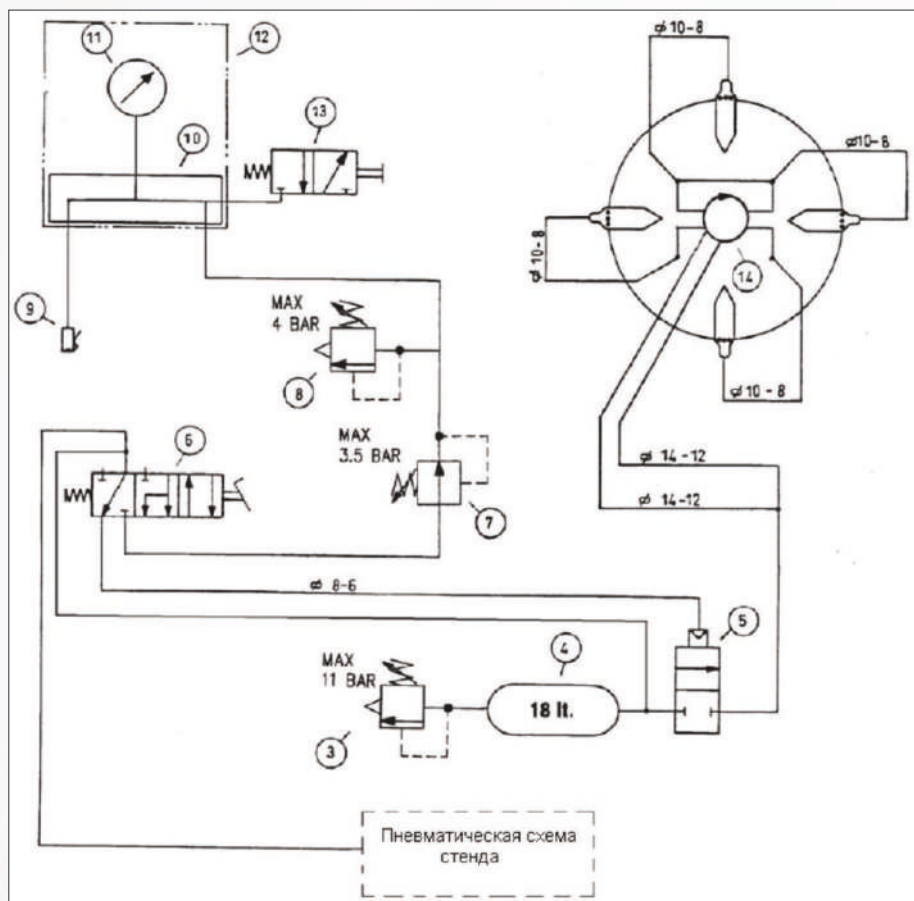 11
12
10
13
9
MAX
4 BAR
8
6
MAX
3.5 BAR
7
ø 8-6
MAX
11 BAR
3
4
18 lt.
5
ø 10-8
ø10-8
ø 10-8
14
ø 10-8
ø 14-12
ø 14-12
Пневматическая схема
стенда